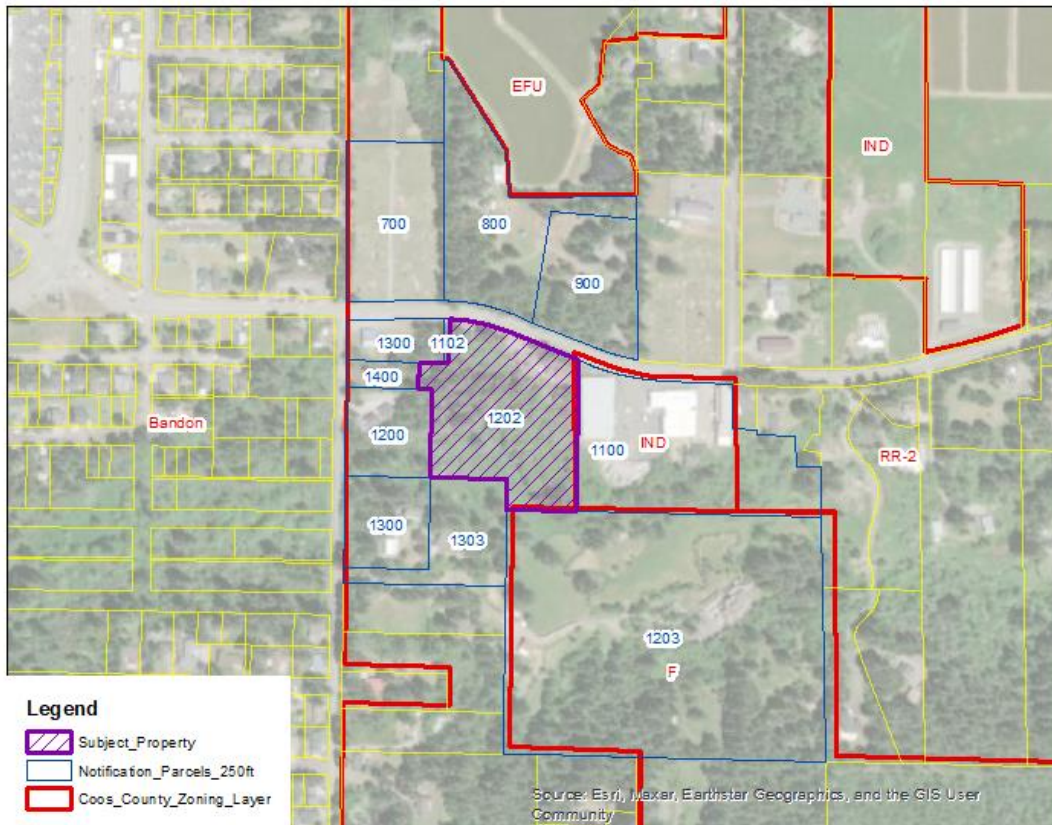 EFU
IND
700
800
900
1300
1102
1400
1202
Bandon
1200
1100
IND
RR-2
1300
1303
1203
F
Legend
Subject_Property
Notification_Parcels_250ft
Coos_County_Zoning_Layer
Source: Esri, Maxar, Earthstar Geographics, and the GIS User
Community